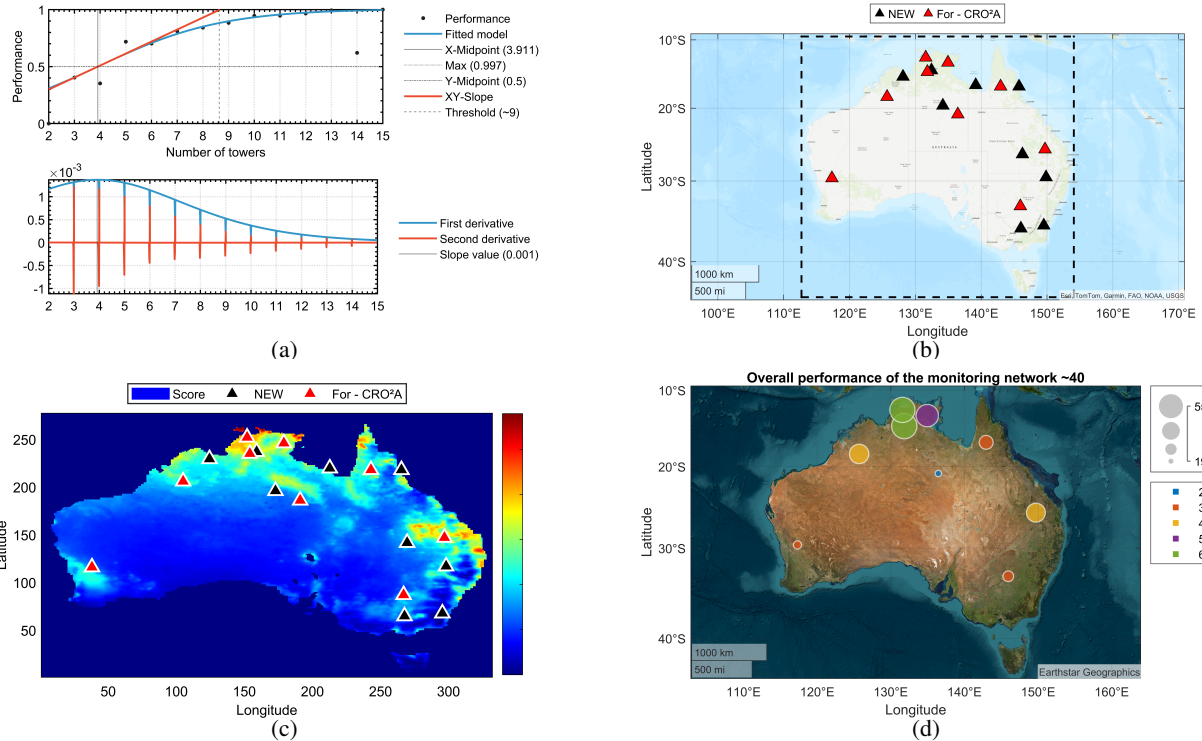 1
0.5
0
Performance
2 3 4 5 6 7 8 9 10 11 12 13 14 15
Number of towers
Performance
Fitted model
X-Midpoint (3.911)
Max (0.997)
Y-Midpoint (0.5)
XY-Slope
Threshold (~9)
×10⁻³
1
0.5
0
-0.5
-1
2 3 4 5 6 7 8 9 10 11 12 13 14 15
First derivative
Second derivative
Slope value (0.001)
(a)
NEW For - CRO²A
10°S
20°S
30°S
40°S
Latitude
AUSTRALIA
1000 km
500 mi
Esri, TomTom, Garmin, FAO, NOAA, USGS
100°E 110°E 120°E 130°E 140°E 150°E 160°E 170°E
Longitude
(b)
Score NEW For - CRO²A
250
200
150
100
50
Latitude
50 100 150 200 250 300
Longitude
(c)
Overall performance of the monitoring network ~40
10°S
20°S
30°S
40°S
Latitude
1000 km
500 mi
Earthstar Geographics
110°E 120°E 130°E 140°E 150°E 160°E
Longitude
19
2
3
4
5
6
(d)